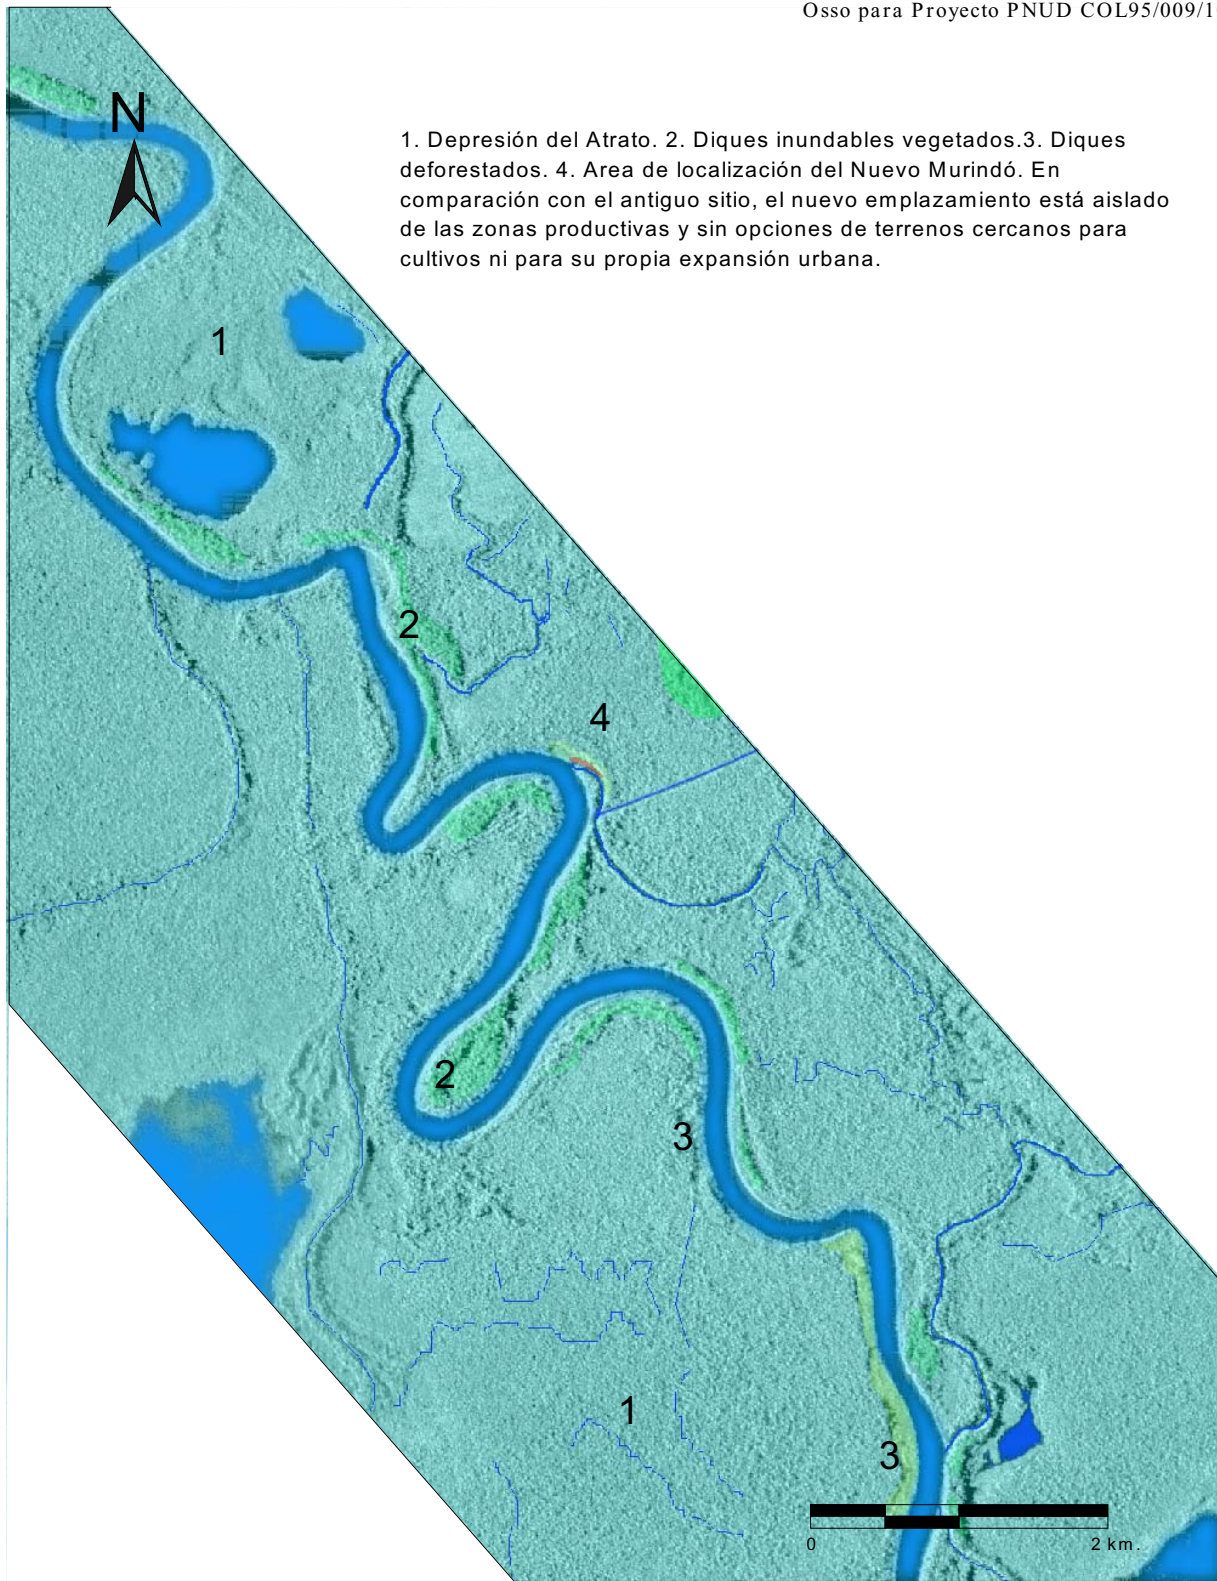 Osso para Proyecto PNUD COL95/009/1
N
1. Depresión del Atrato. 2. Diques inundables vegetados.3. Diques
deforestados. 4. Area de localización del Nuevo Murindó. En
comparación con el antiguo sitio, el nuevo emplazamiento está aislado
de las zonas productivas y sin opciones de terrenos cercanos para
cultivos ni para su propia expansión urbana.
1
2
4
2
3
1
3
0 2 km.